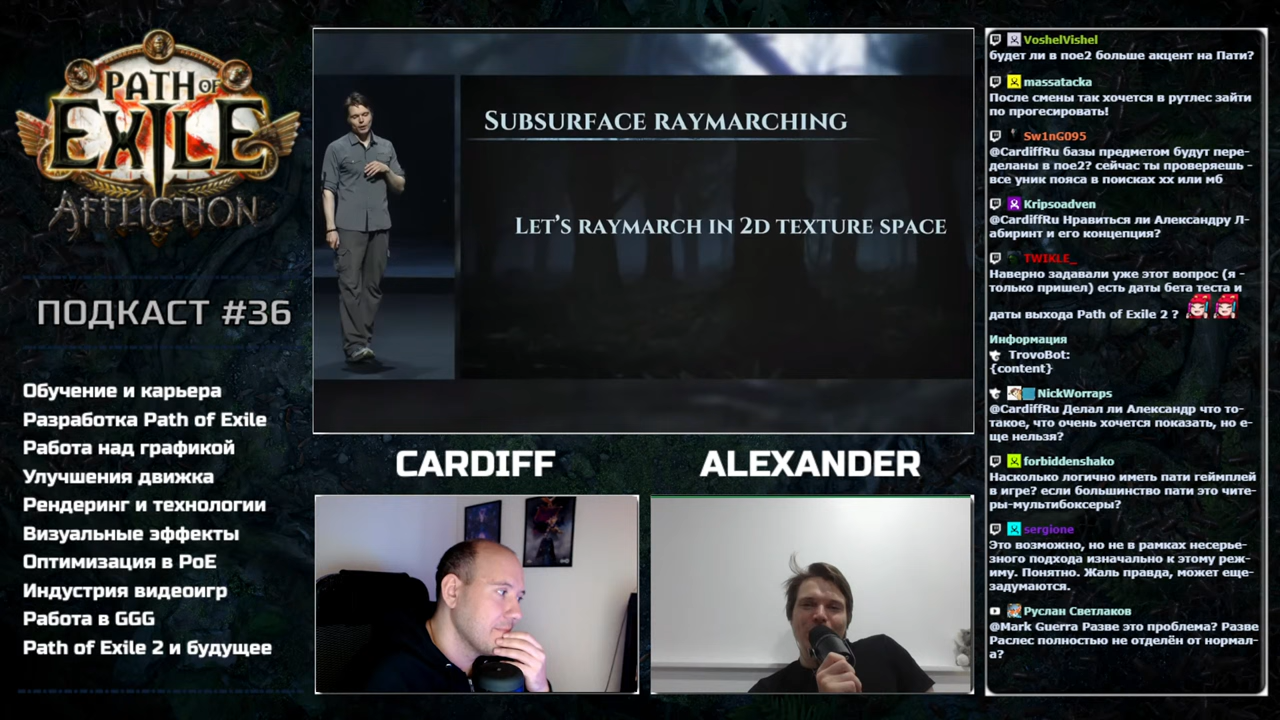 PATH OF
EXILE
AFFLICTION
ПОДКАСТ #36
Обучение и карьера
Разработка Path of Exile
Работа над графикой
Улучшения движка
Рендеринг и технологии
Визуальные эффекты
Оптимизация в PoE
Индустрия видеоигр
Работа в GGG
Path of Exile 2 и будущее
SUBSURFACE RAYMARCHING
LET'S RAYMARCH IN 2D TEXTURE SPACE
CARDIFF
ALEXANDER
VoshelVishel
будет ли в пое2 больше акцент на Пати?
massatacka
После смены так хочется в рутлес зайти
по прогесировать!
Sw1nG095
@CardiffRu базы предметом будут пере-
деланы в пое2? сейчас ты проверяешь -
все уник пояса в поисках хх или мб
Kripsoadven
@CardiffRu Нравиться ли Александру Л-
абиринт и его концепция?
TWIKLE_
Наверно задавали уже этот вопрос (я -
только пришел) есть даты бета теста и
даты выхода Path of Exile 2 ?
Информация
TrovoBot:
{content}
NickWorraps
@CardiffRu Делал ли Александр что то-
такое, что очень хочется показать, но е-
ще нельзя?
forbiddenshako
Насколько логично иметь пати геймплей
в игре? если большинство пати это чите-
ры-мультибоксеры?
sergione
Это возможно, но не в рамках несерье-
зного подхода изначально к этому реж-
иму. Понятно. Жаль правда, может еще-
задумаются.
Руслан Светлаков
@Mark Guerra Разве это проблема? Разве
Раслес полностью не отделён от нормал-
а?